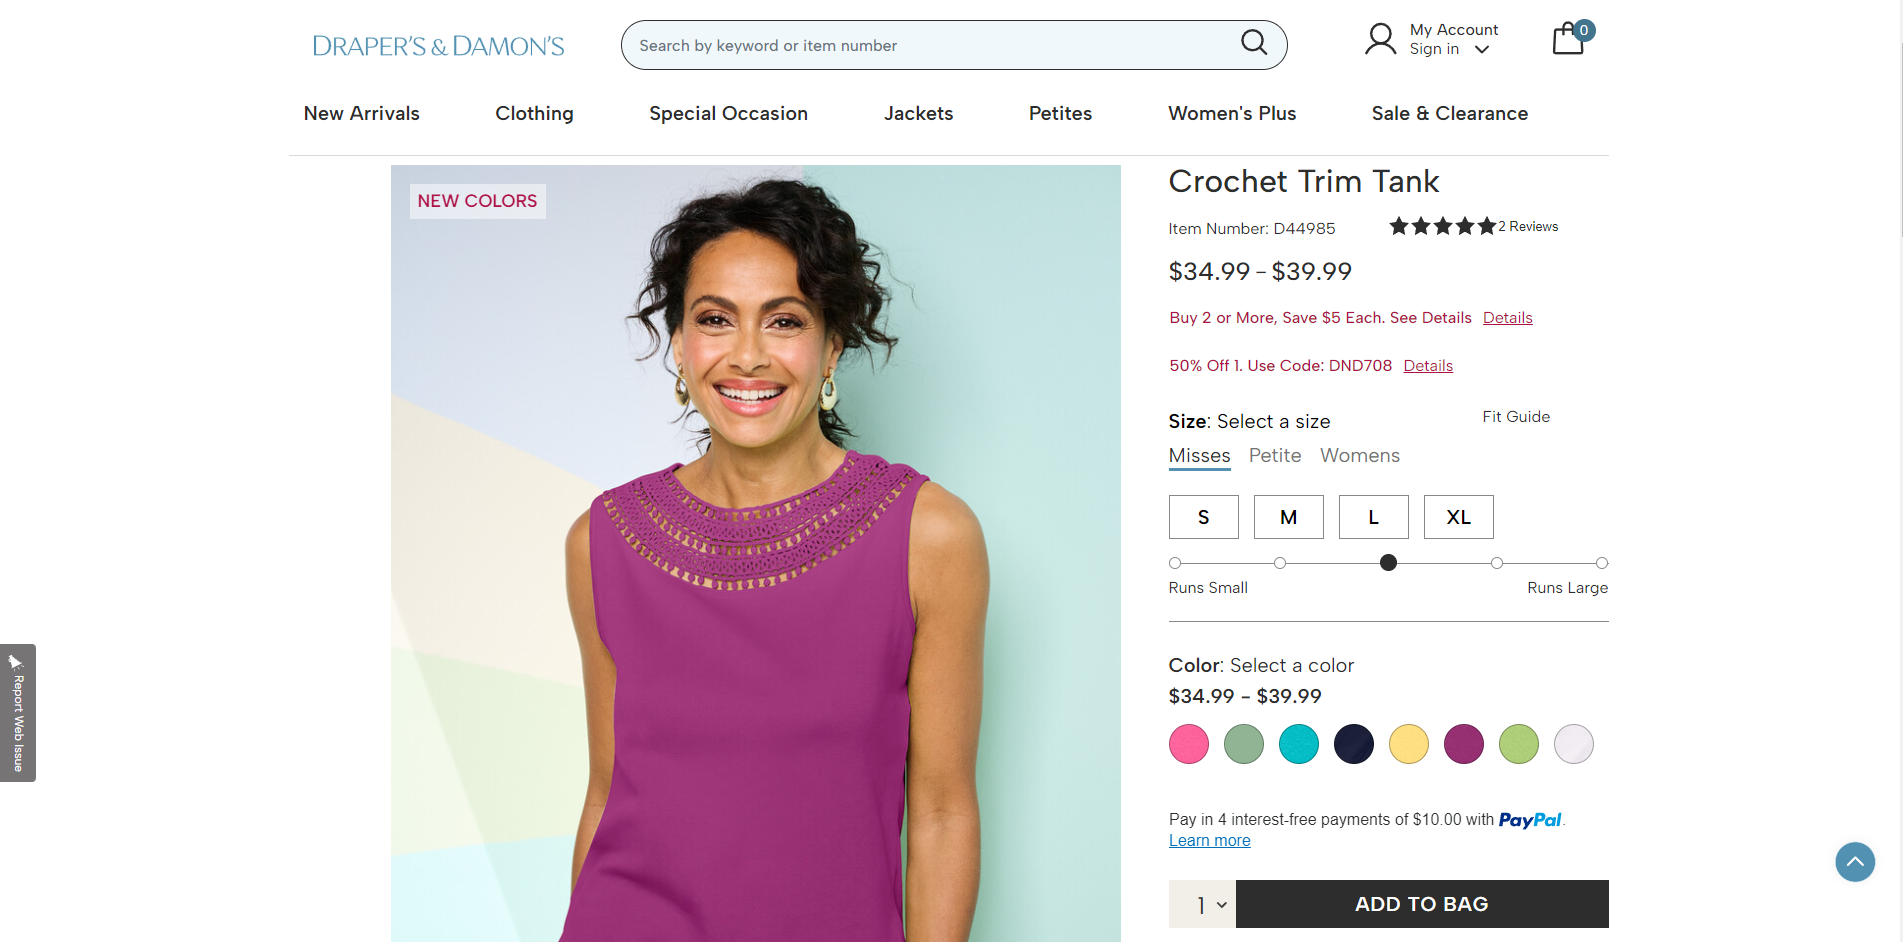 DRAPER'S & DAMON'S
Search by keyword or item number
My Account
Sign in
0
New Arrivals
Clothing
Special Occasion
Jackets
Petites
Women's Plus
Sale & Clearance
NEW COLORS
Crochet Trim Tank
Item Number: D44985
2 Reviews
$34.99 - $39.99
Buy 2 or More, Save $5 Each. See Details Details
50% Off 1. Use Code: DND708 Details
Size: Select a size
Fit Guide
Misses
Petite
Womens
S
M
L
XL
Runs Small
Runs Large
Color: Select a color
$34.99 - $39.99
Pay in 4 interest-free payments of $10.00 with PayPal.
Learn more
1
ADD TO BAG
Report Web Issue